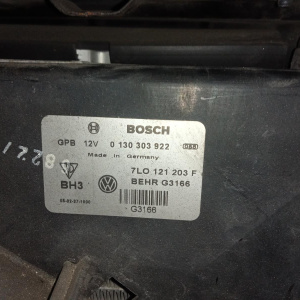 BOSCH
GPB 12V 0 130 303 922
Made in Germany
7L0 121 203 F
BH3 BEHR G3166
G3166